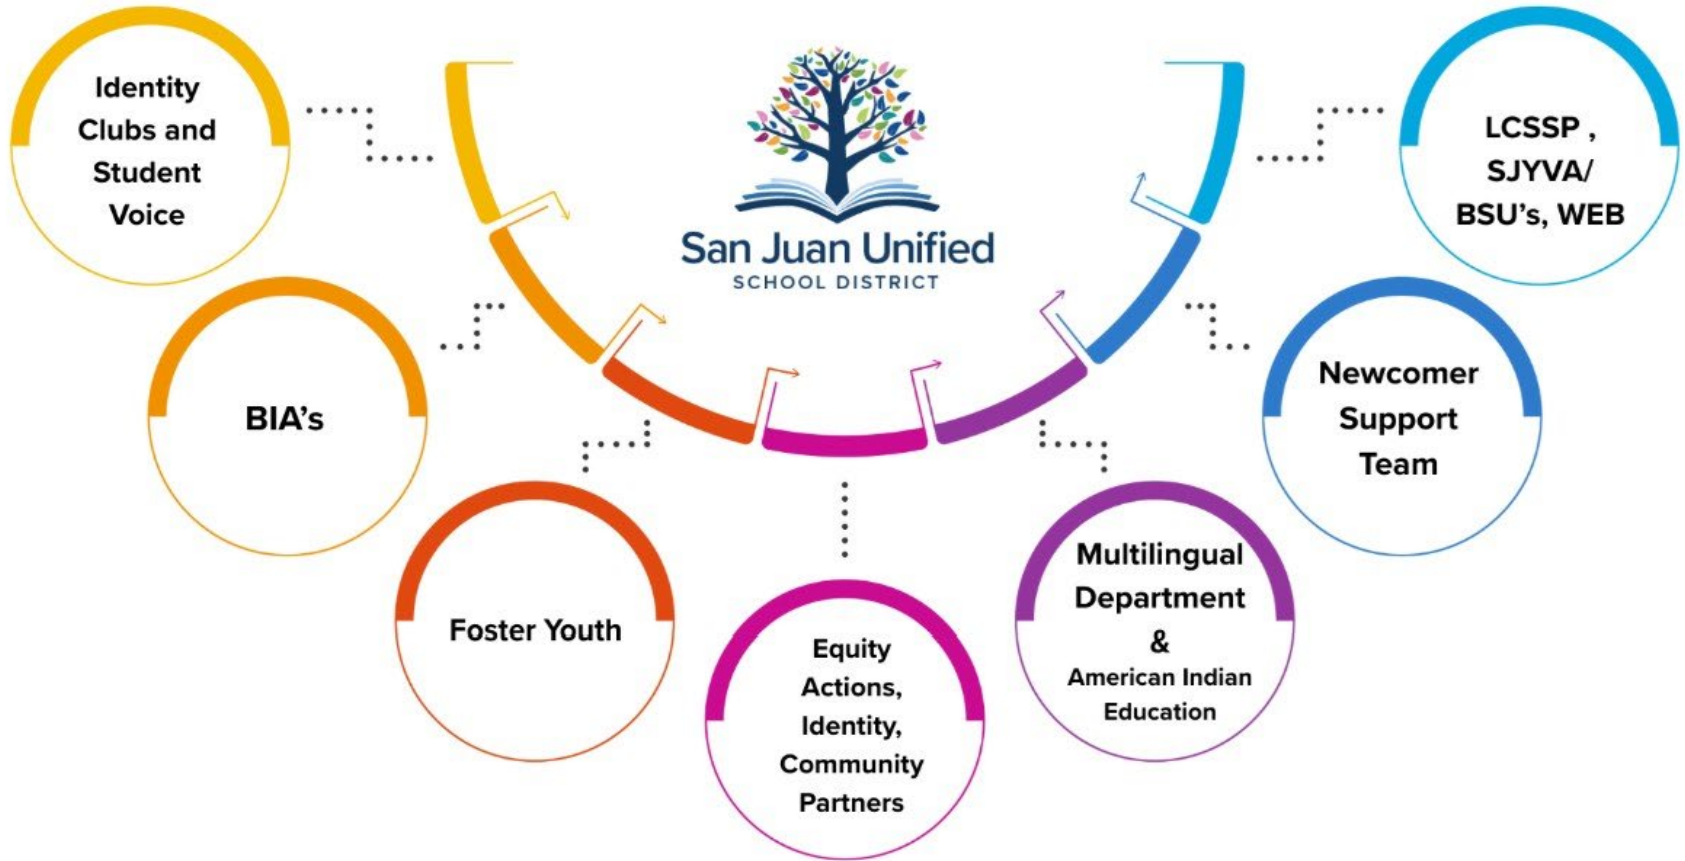 Identity
Clubs and
Student
Voice
BIA's
Foster Youth
Equity
Actions,
Identity,
Community
Partners
Multilingual
Department
&
American Indian
Education
Newcomer
Support
Team
LCSSP ,
SJYVA/
BSU's, WEB
San Juan Unified
SCHOOL DISTRICT